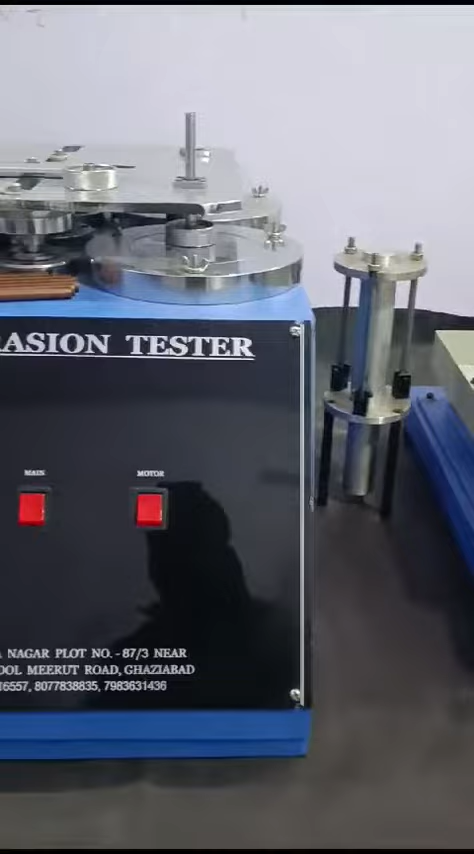 RASION TESTER
MAIN MOTOR
NAGAR PLOT NO. - 87/3 NEAR
OOL MEERUT ROAD, GHAZIABAD
16557, 8077838835, 7983631436